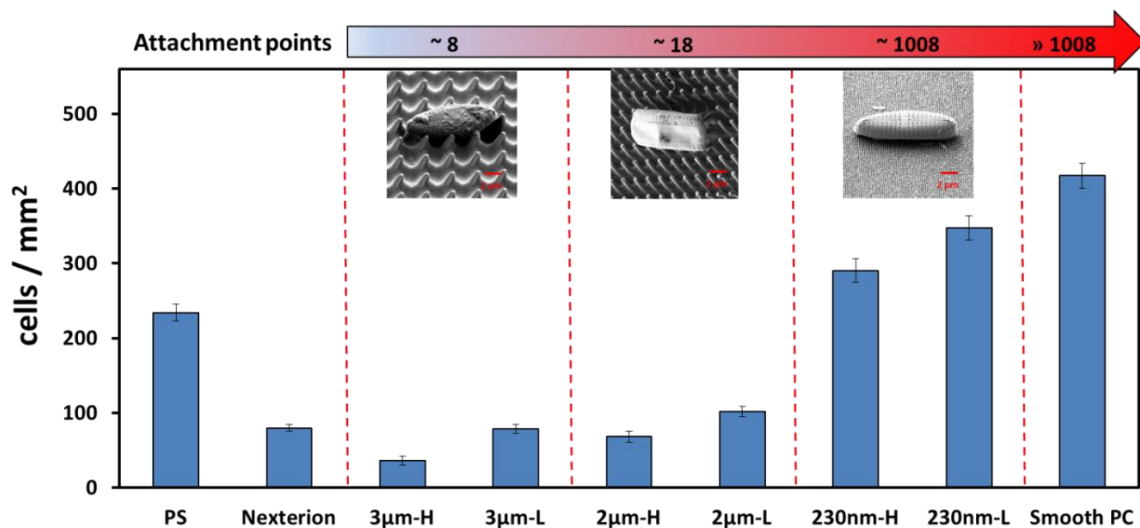 Attachment points ~ 8 ~ 18 ~ 1008 » 1008
cells / mm²
500
400
300
200
100
0
2 µm
PS Nexterion 3µm-H 3µm-L 2µm-H 2µm-L 230nm-H 230nm-L Smooth PC